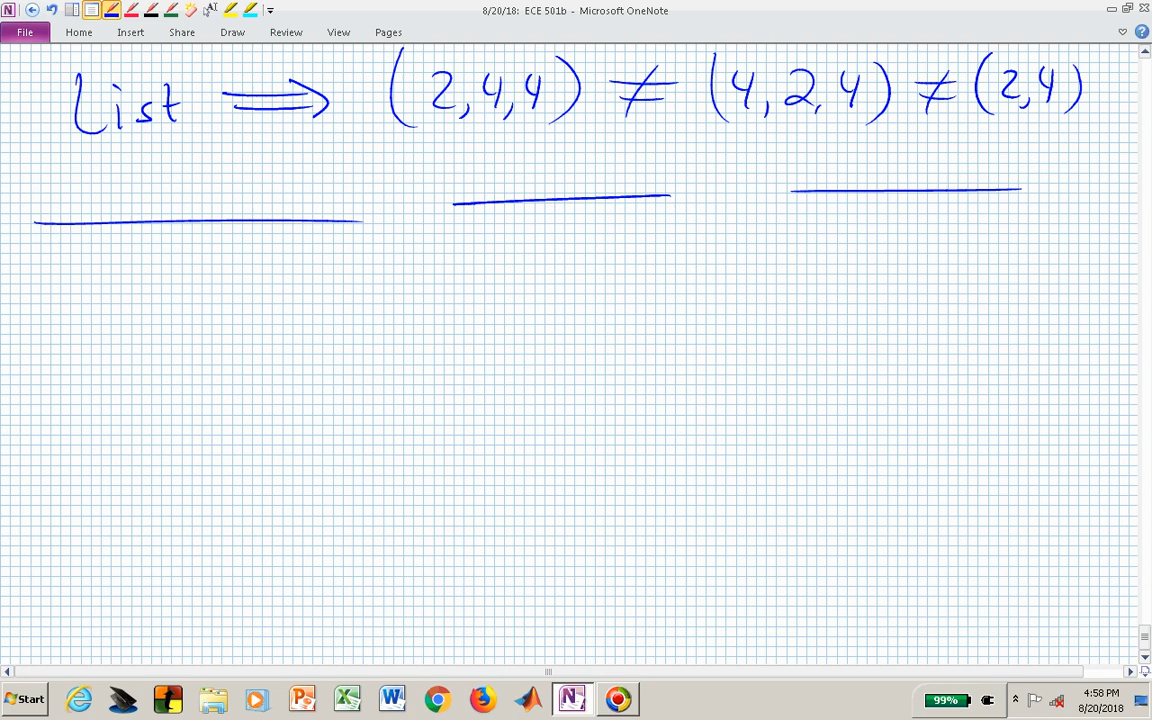 8/20/18: ECE 501b - Microsoft OneNote
File Home Insert Share Draw Review View Pages
List ⟹ (2,4,4) ≠ (4,2,4) ≠ (2,4)
Start
99%
4:58 PM
8/20/2018